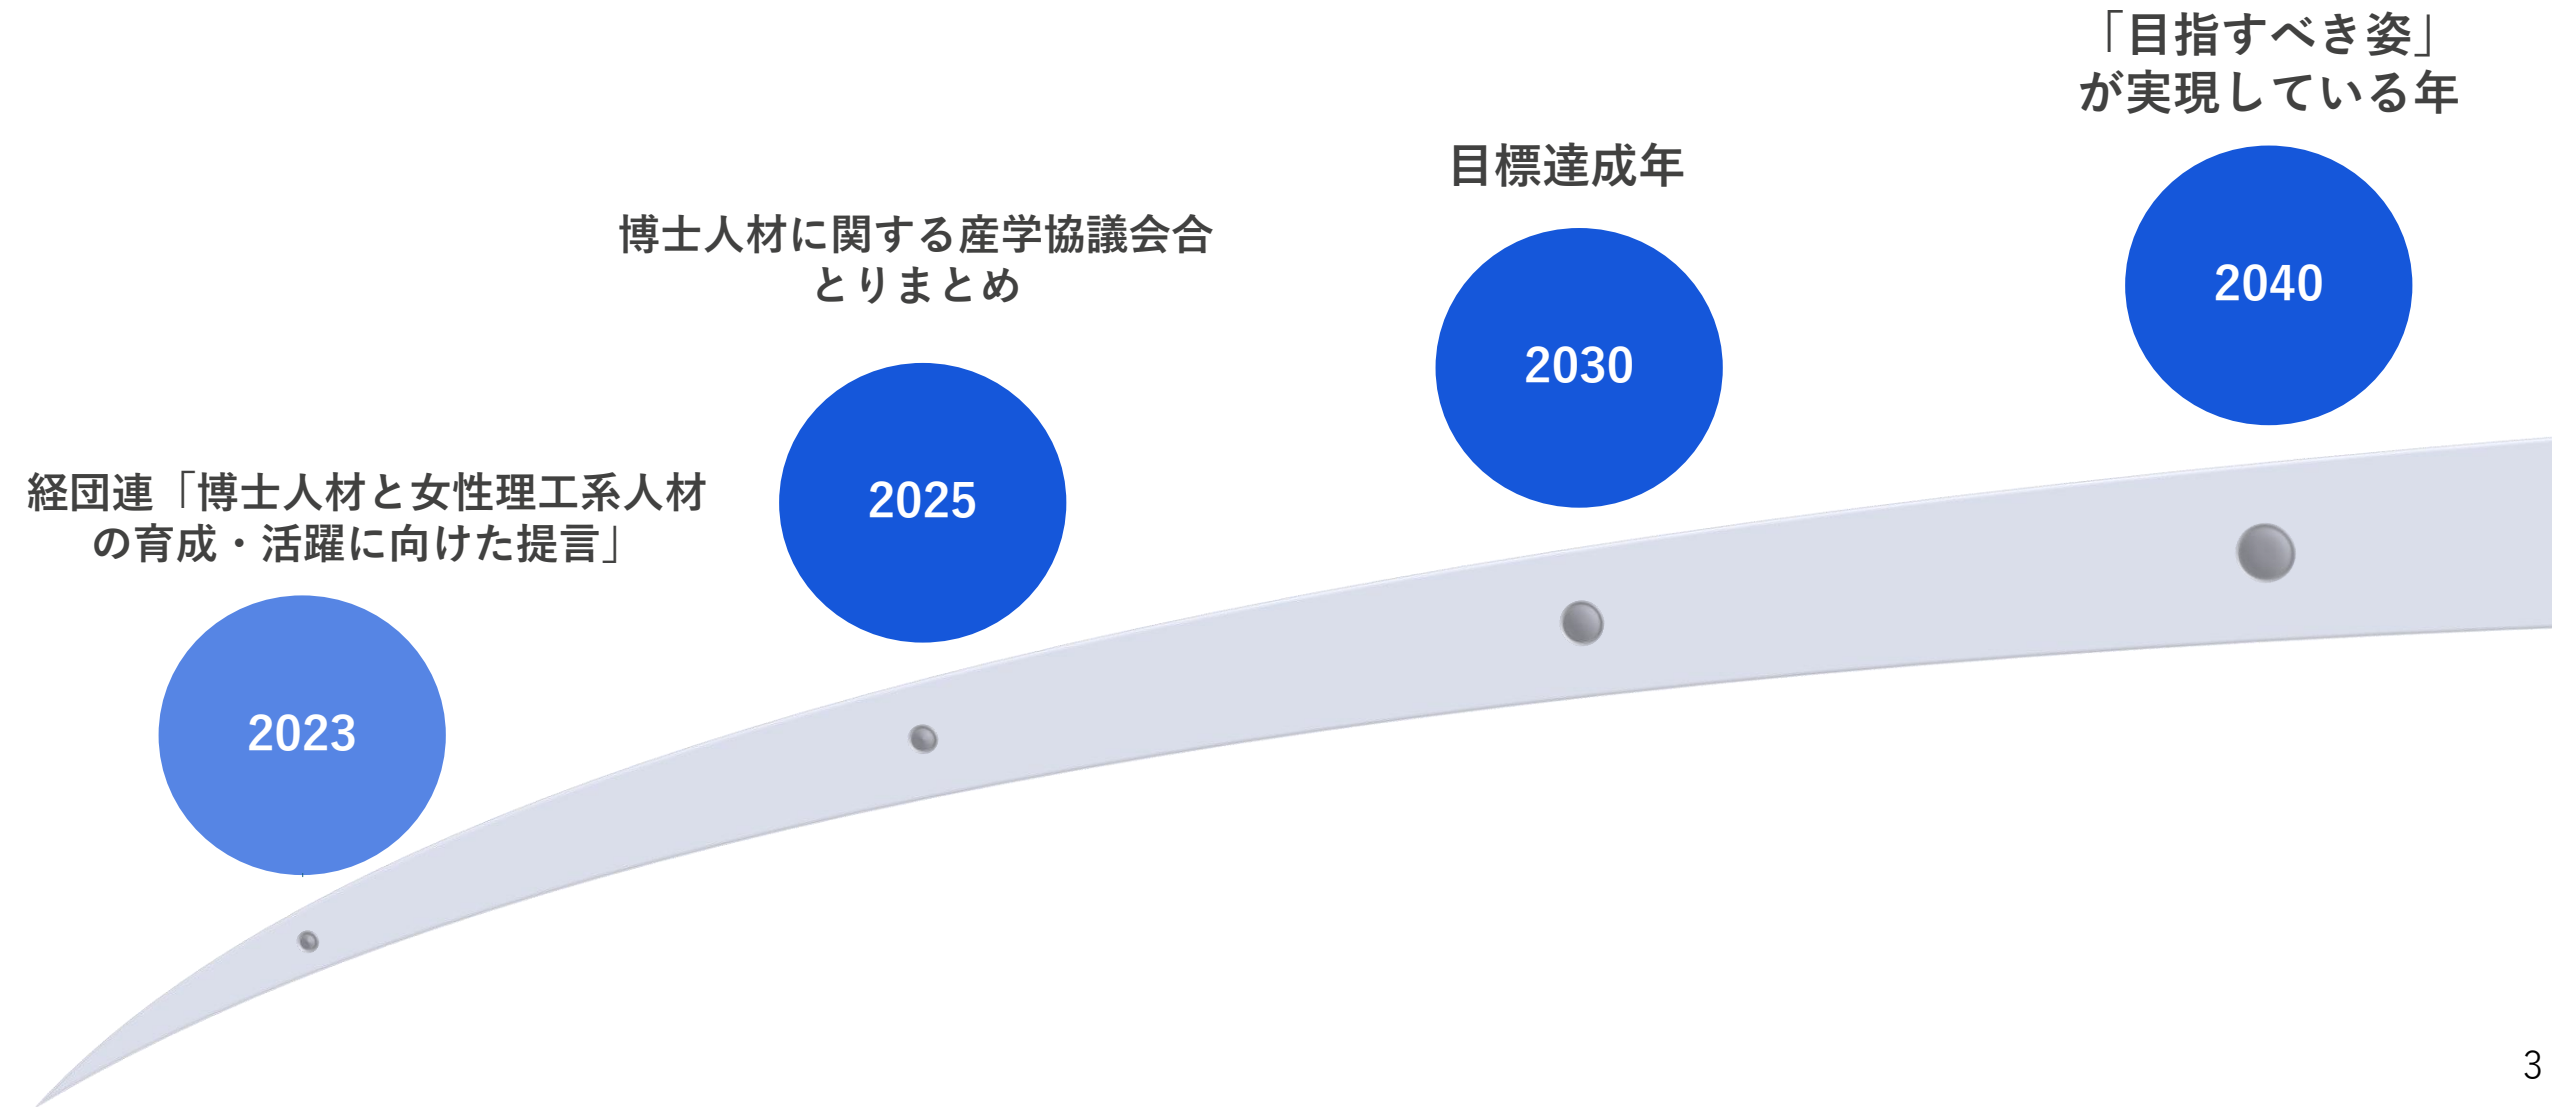 経団連「博士人材と女性理工系人材
の育成・活躍に向けた提言」
2023
博士人材に関する産学協議会合
とりまとめ
2025
目標達成年
2030
「目指すべき姿」
が実現している年
2040
3